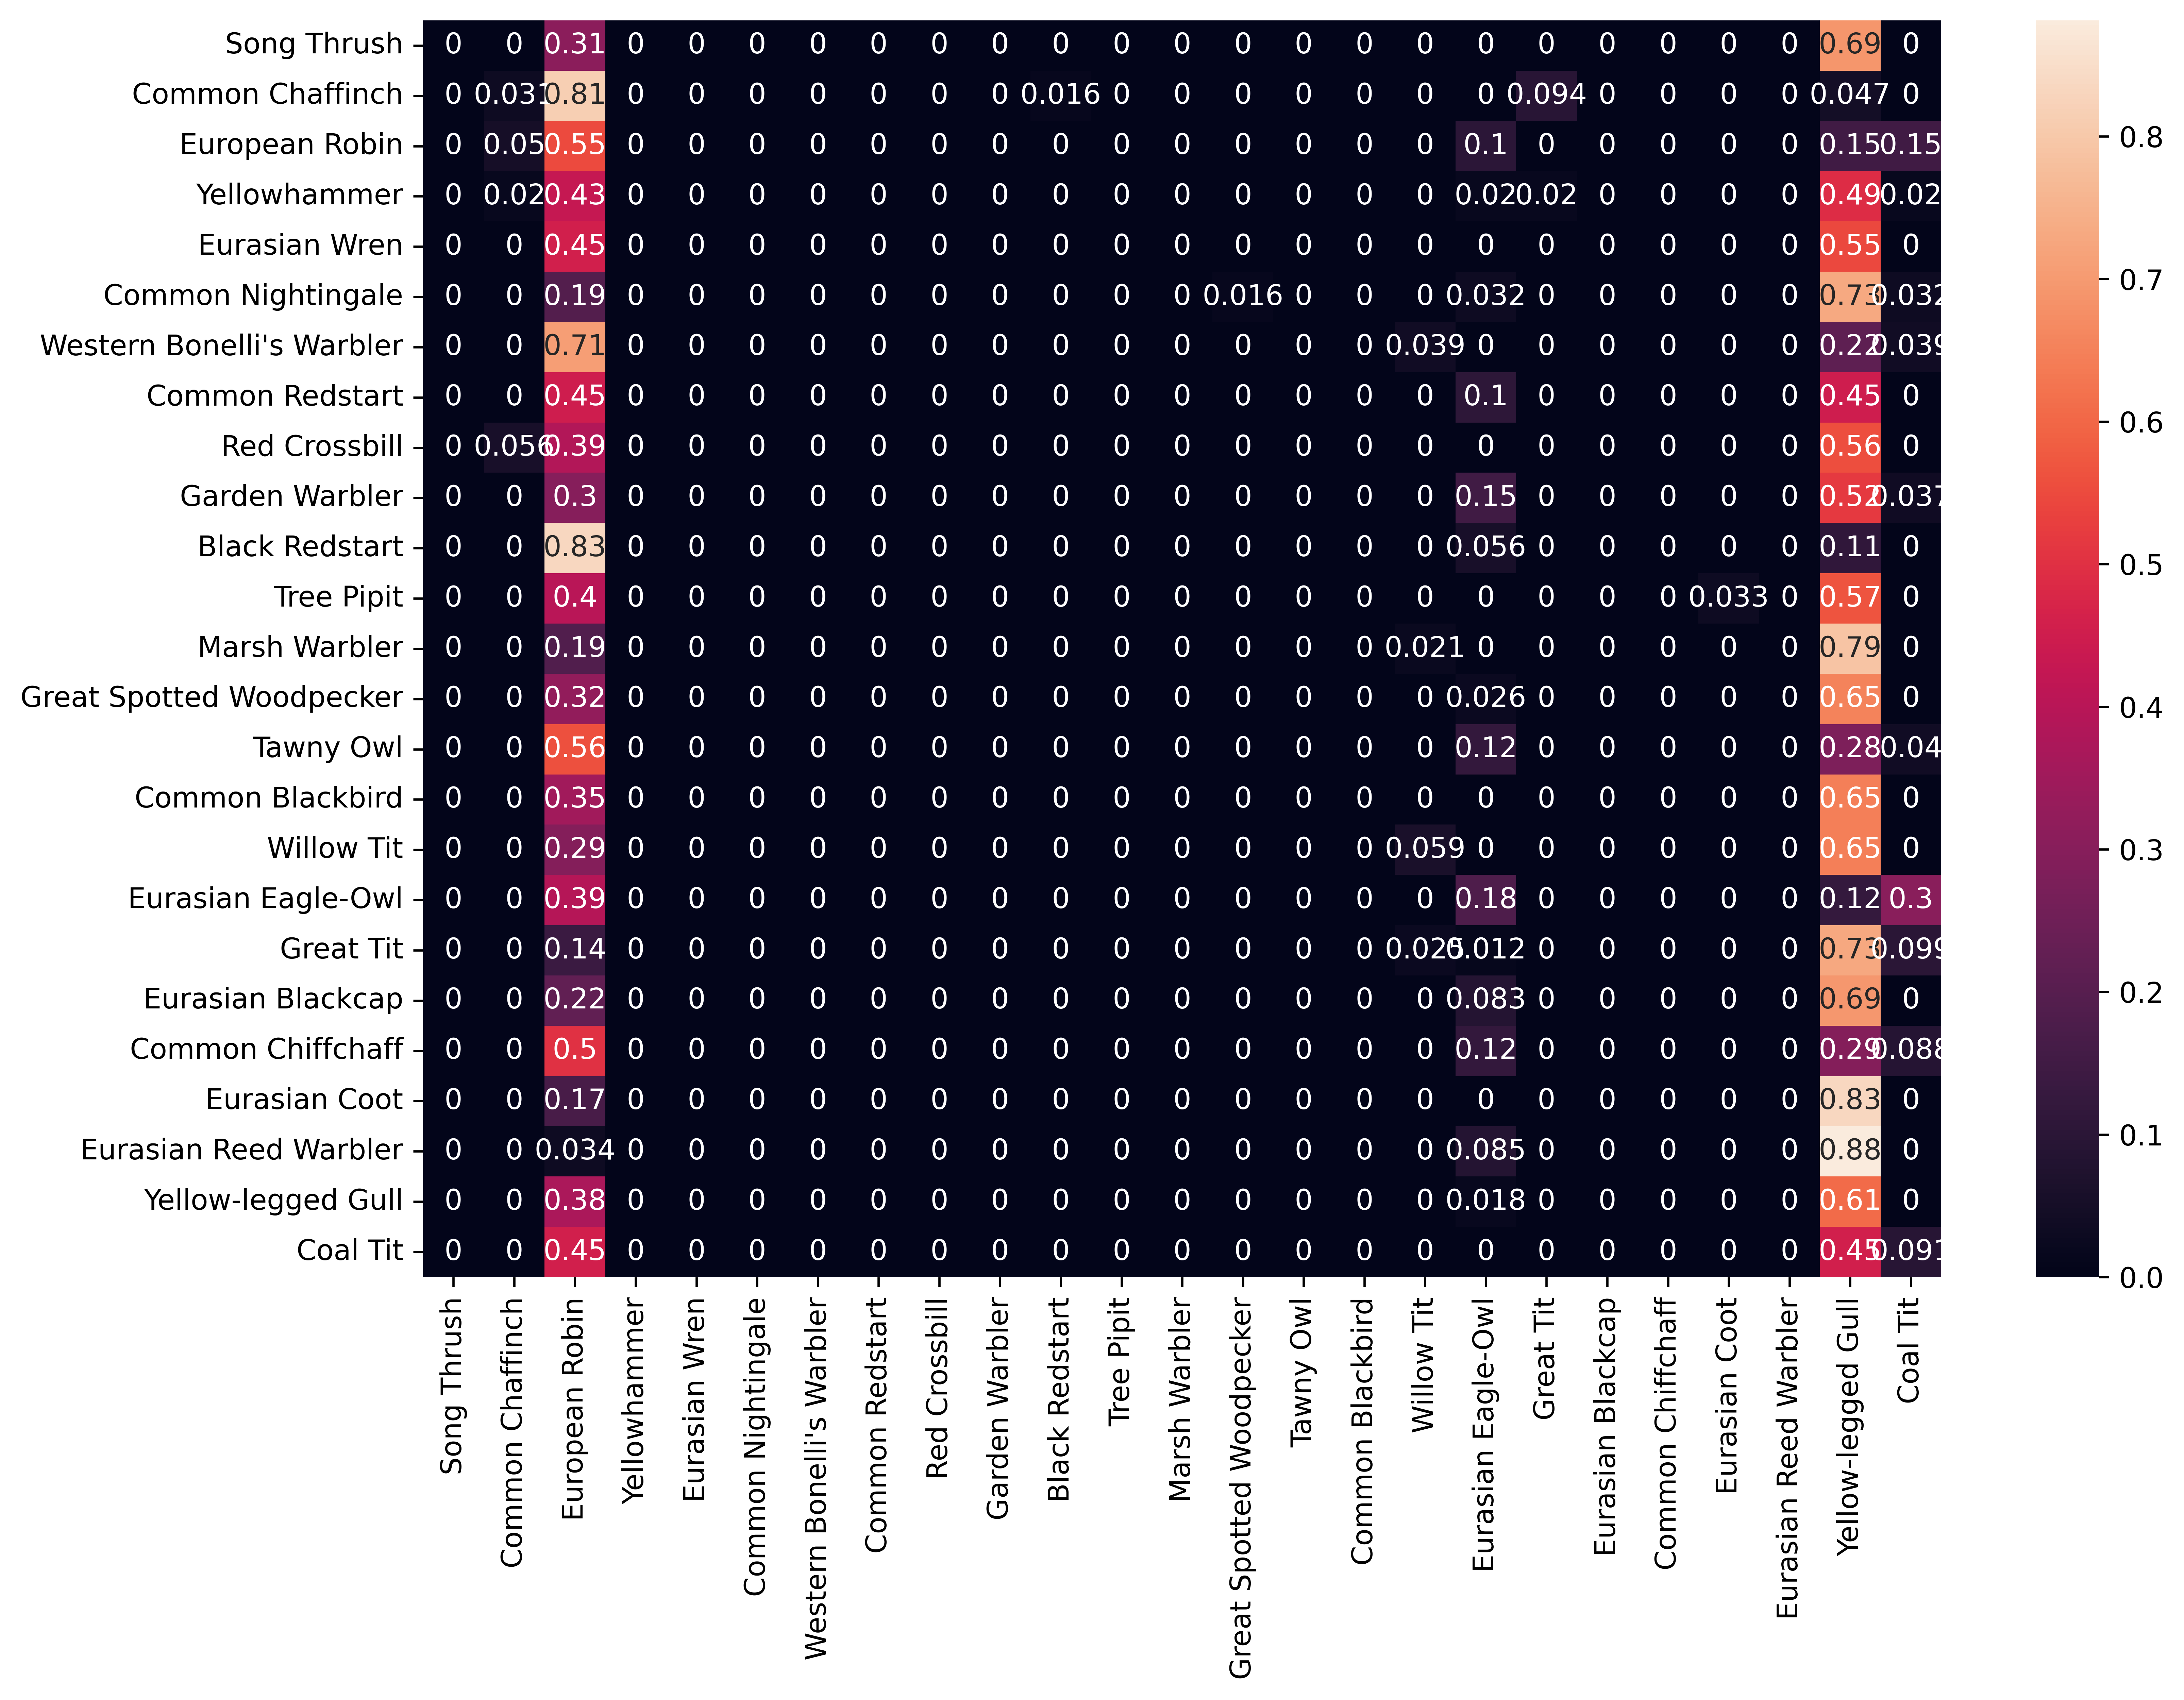 Song Thrush 0 0 0.31 0 0 0 0 0 0 0 0 0 0 0 0 0 0 0 0 0 0 0 0 0.69 0
Common Chaffinch 0 0.031 0.81 0 0 0 0 0 0 0 0.016 0 0 0 0 0 0 0 0.094 0 0 0 0 0.047 0
European Robin 0 0.05 0.55 0 0 0 0 0 0 0 0 0 0 0 0 0 0 0.1 0 0 0 0 0 0.15 0.15
Yellowhammer 0 0.02 0.43 0 0 0 0 0 0 0 0 0 0 0 0 0 0 0.02 0.02 0 0 0 0 0.49 0.02
Eurasian Wren 0 0 0.45 0 0 0 0 0 0 0 0 0 0 0 0 0 0 0 0 0 0 0 0 0.55 0
Common Nightingale 0 0 0.19 0 0 0 0 0 0 0 0 0 0 0.016 0 0 0 0.032 0 0 0 0 0 0.73 0.032
Western Bonelli's Warbler 0 0 0.71 0 0 0 0 0 0 0 0 0 0 0 0 0 0.039 0 0 0 0 0 0 0.22 0.039
Common Redstart 0 0 0.45 0 0 0 0 0 0 0 0 0 0 0 0 0 0 0.1 0 0 0 0 0 0.45 0
Red Crossbill 0 0.056 0.39 0 0 0 0 0 0 0 0 0 0 0 0 0 0 0 0 0 0 0 0 0.56 0
Garden Warbler 0 0 0.3 0 0 0 0 0 0 0 0 0 0 0 0 0 0 0.15 0 0 0 0 0 0.52 0.037
Black Redstart 0 0 0.83 0 0 0 0 0 0 0 0 0 0 0 0 0 0 0.056 0 0 0 0 0 0.11 0
Tree Pipit 0 0 0.4 0 0 0 0 0 0 0 0 0 0 0 0 0 0 0 0 0 0 0.033 0 0.57 0
Marsh Warbler 0 0 0.19 0 0 0 0 0 0 0 0 0 0 0 0 0 0.021 0 0 0 0 0 0 0.79 0
Great Spotted Woodpecker 0 0 0.32 0 0 0 0 0 0 0 0 0 0 0 0 0 0 0.026 0 0 0 0 0 0.65 0
Tawny Owl 0 0 0.56 0 0 0 0 0 0 0 0 0 0 0 0 0 0 0.12 0 0 0 0 0 0.28 0.04
Common Blackbird 0 0 0.35 0 0 0 0 0 0 0 0 0 0 0 0 0 0 0 0 0 0 0 0 0.65 0
Willow Tit 0 0 0.29 0 0 0 0 0 0 0 0 0 0 0 0 0 0.059 0 0 0 0 0 0 0.65 0
Eurasian Eagle-Owl 0 0 0.39 0 0 0 0 0 0 0 0 0 0 0 0 0 0 0.18 0 0 0 0 0 0.12 0.3
Great Tit 0 0 0.14 0 0 0 0 0 0 0 0 0 0 0 0 0 0.025 0.012 0 0 0 0 0 0.73 0.099
Eurasian Blackcap 0 0 0.22 0 0 0 0 0 0 0 0 0 0 0 0 0 0 0.083 0 0 0 0 0 0.69 0
Common Chiffchaff 0 0 0.5 0 0 0 0 0 0 0 0 0 0 0 0 0 0 0.12 0 0 0 0 0 0.29 0.088
Eurasian Coot 0 0 0.17 0 0 0 0 0 0 0 0 0 0 0 0 0 0 0 0 0 0 0 0 0.83 0
Eurasian Reed Warbler 0 0 0.034 0 0 0 0 0 0 0 0 0 0 0 0 0 0 0.085 0 0 0 0 0 0.88 0
Yellow-legged Gull 0 0 0.38 0 0 0 0 0 0 0 0 0 0 0 0 0 0 0.018 0 0 0 0 0 0.61 0
Coal Tit 0 0 0.45 0 0 0 0 0 0 0 0 0 0 0 0 0 0 0 0 0 0 0 0 0.45 0.091
Song Thrush
Common Chaffinch
European Robin
Yellowhammer
Eurasian Wren
Common Nightingale
Western Bonelli's Warbler
Common Redstart
Red Crossbill
Garden Warbler
Black Redstart
Tree Pipit
Marsh Warbler
Great Spotted Woodpecker
Tawny Owl
Common Blackbird
Willow Tit
Eurasian Eagle-Owl
Great Tit
Eurasian Blackcap
Common Chiffchaff
Eurasian Coot
Eurasian Reed Warbler
Yellow-legged Gull
Coal Tit
0.8
0.7
0.6
0.5
0.4
0.3
0.2
0.1
0.0